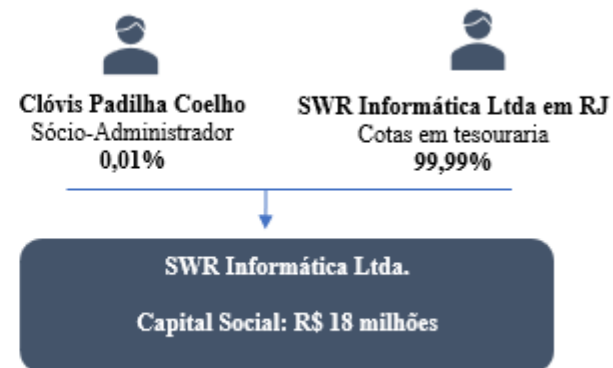 Clóvis Padilha Coelho
Sócio-Administrador
0,01%
SWR Informática Ltda em RJ
Cotas em tesouraria
99,99%
SWR Informática Ltda.
Capital Social: R$ 18 milhões